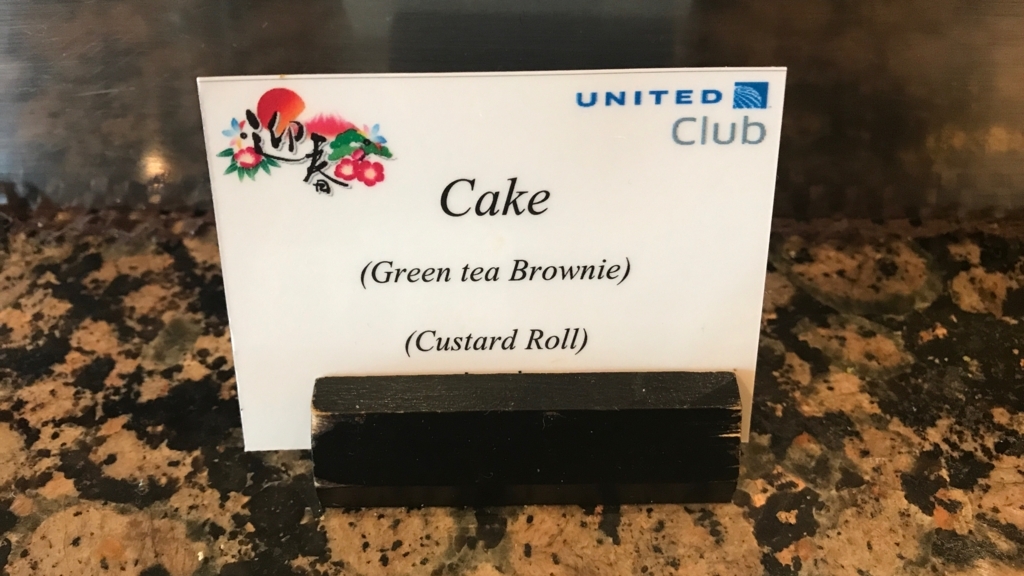 迎春
UNITED
Club
Cake
(Green tea Brownie)
(Custard Roll)